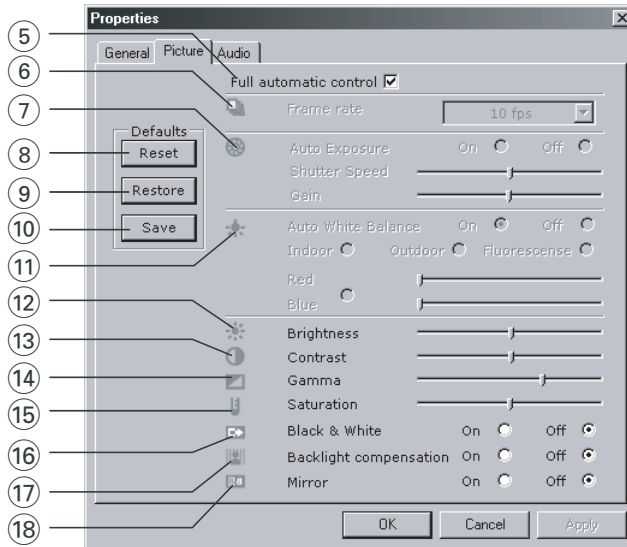 Properties
General Picture Audio
5
Full automatic control
6
Frame rate 10 fps
7
Defaults
Auto Exposure On Off
8
Reset
Shutter Speed
9
Restore
Gain
10
Save
Auto White Balance On Off
11
Indoor Outdoor Fluorescense
Red
Blue
12
Brightness
13
Contrast
14
Gamma
15
Saturation
16
Black & White On Off
17
Backlight compensation On Off
18
Mirror On Off
OK Cancel Apply